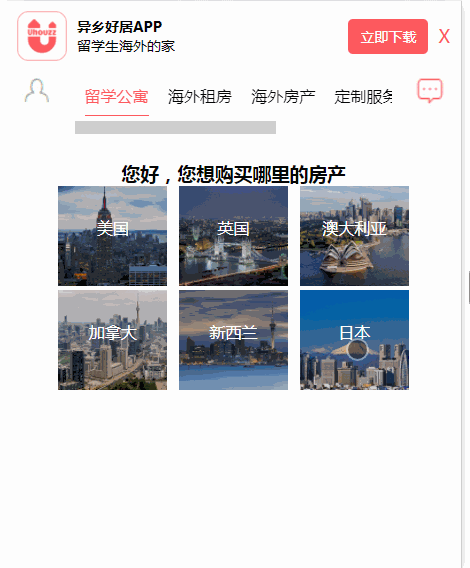 Uhouzz
异乡好居APP
留学生海外的家
立即下载
X
留学公寓 海外租房 海外房产 定制服务
您好，您想购买哪里的房产
美国 英国 澳大利亚
加拿大 新西兰 日本